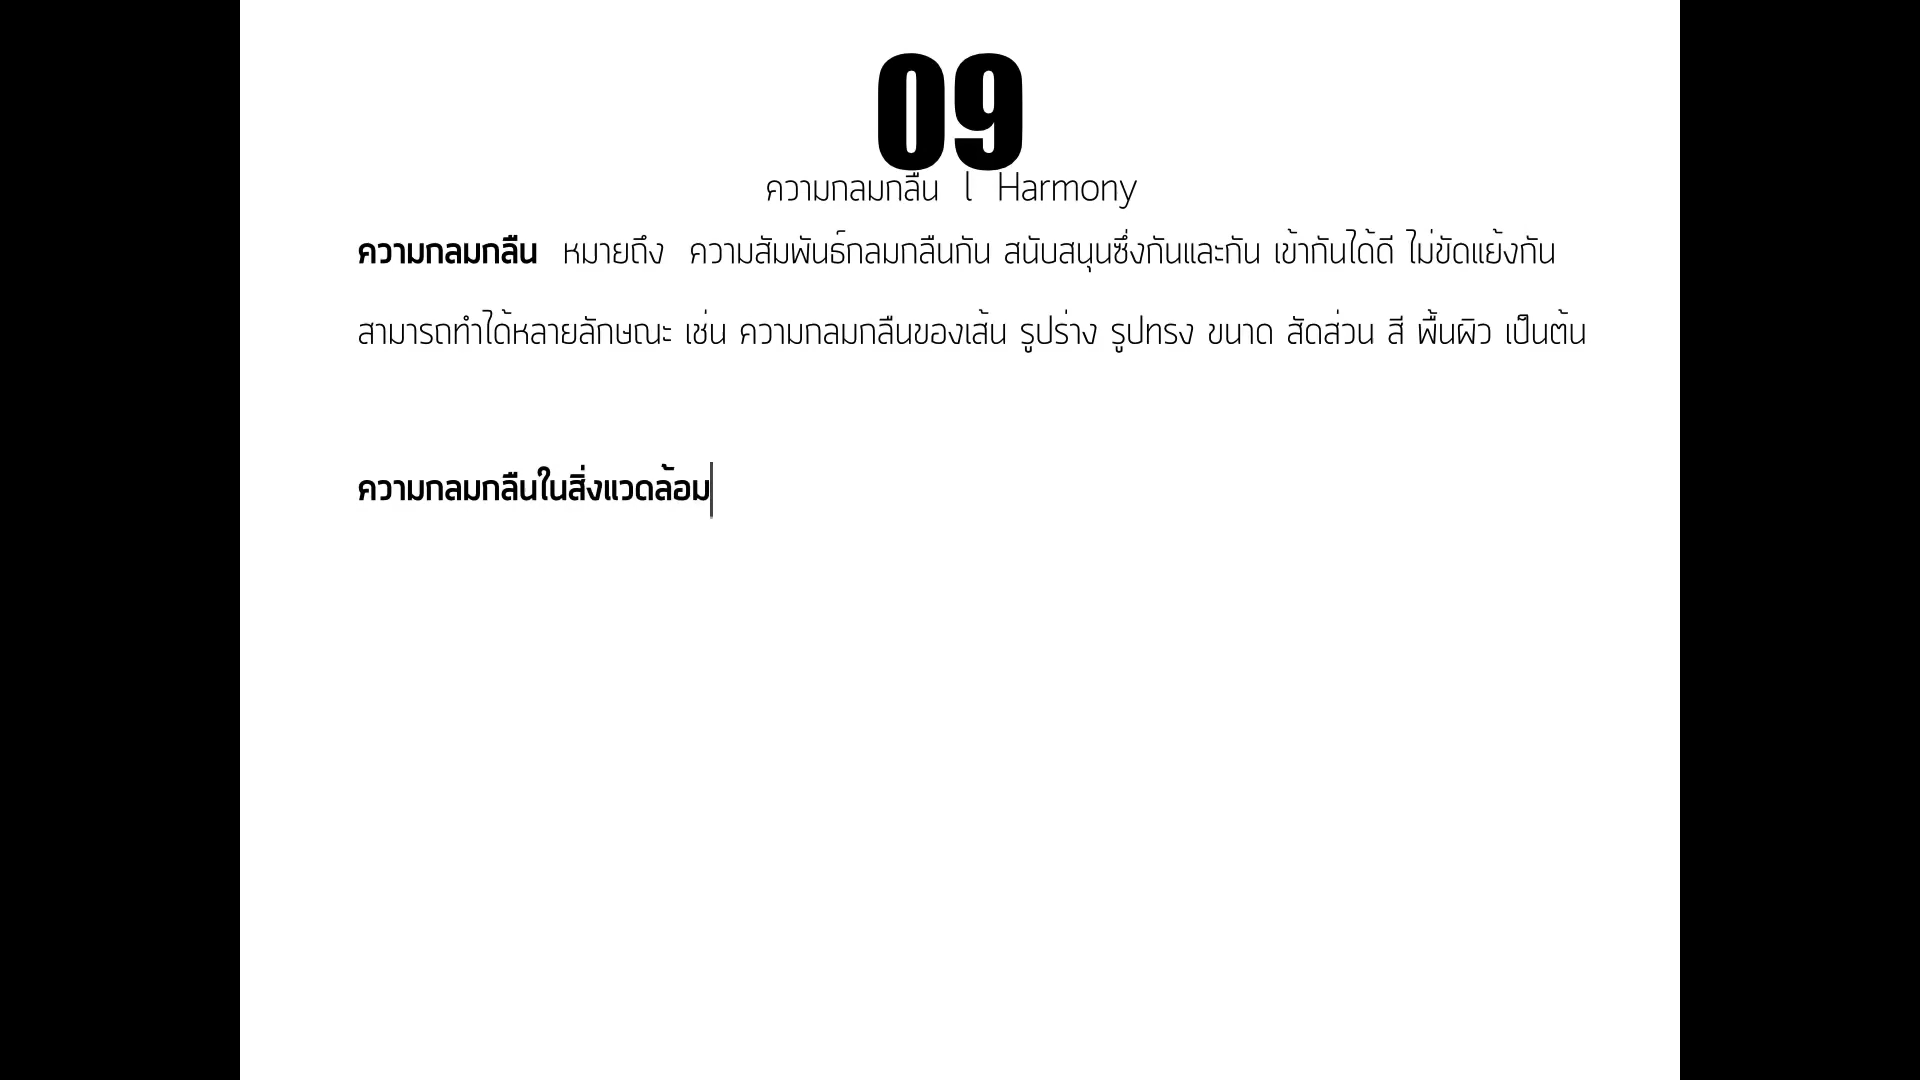 09
ความกลมกลืน l Harmony
ความกลมกลืน หมายถึง ความสัมพันธ์กลมกลืนกัน สนับสนุนซึ่งกันและกัน เข้ากันได้ดี ไม่ขัดแย้งกัน
สามารถทำได้หลายลักษณะ เช่น ความกลมกลืนของเส้น รูปร่าง รูปทรง ขนาด สัดส่วน สี พื้นผิว เป็นต้น
ความกลมกลืนในสิ่งแวดล้อม